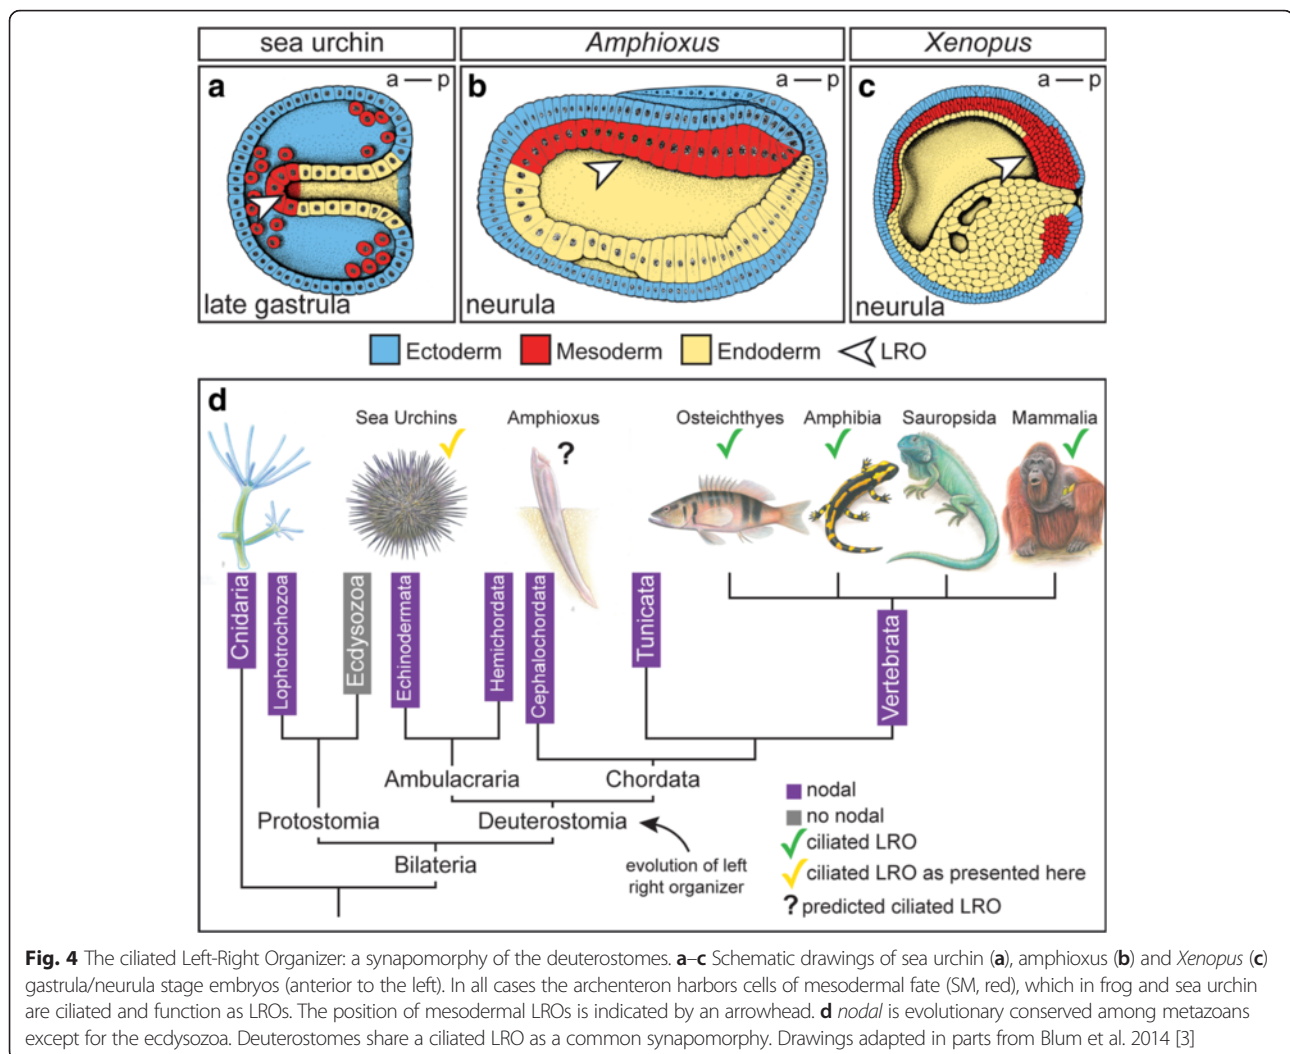 sea urchin
Amphioxus
Xenopus
a
a — p
late gastrula
b
a — p
neurula
c
a — p
neurula
Ectoderm
Mesoderm
Endoderm
LRO
d
Sea Urchins
Amphioxus
?
Osteichthyes
Amphibia
Sauropsida
Mammalia
Cnidaria
Lophotrochozoa
Ecdysozoa
Echinodermata
Hemichordata
Cephalochordata
Tunicata
Vertebrata
Ambulacraria
Chordata
Protostomia
Deuterostomia
Bilateria
evolution of left
right organizer
nodal
no nodal
ciliated LRO
ciliated LRO as presented here
? predicted ciliated LRO
Fig. 4 The ciliated Left-Right Organizer: a synapomorphy of the deuterostomes. a–c Schematic drawings of sea urchin (a), amphioxus (b) and Xenopus (c)
gastrula/neurula stage embryos (anterior to the left). In all cases the archenteron harbors cells of mesodermal fate (SM, red), which in frog and sea urchin
are ciliated and function as LROs. The position of mesodermal LROs is indicated by an arrowhead. d nodal is evolutionary conserved among metazoans
except for the ecdysozoa. Deuterostomes share a ciliated LRO as a common synapomorphy. Drawings adapted in parts from Blum et al. 2014 [3]